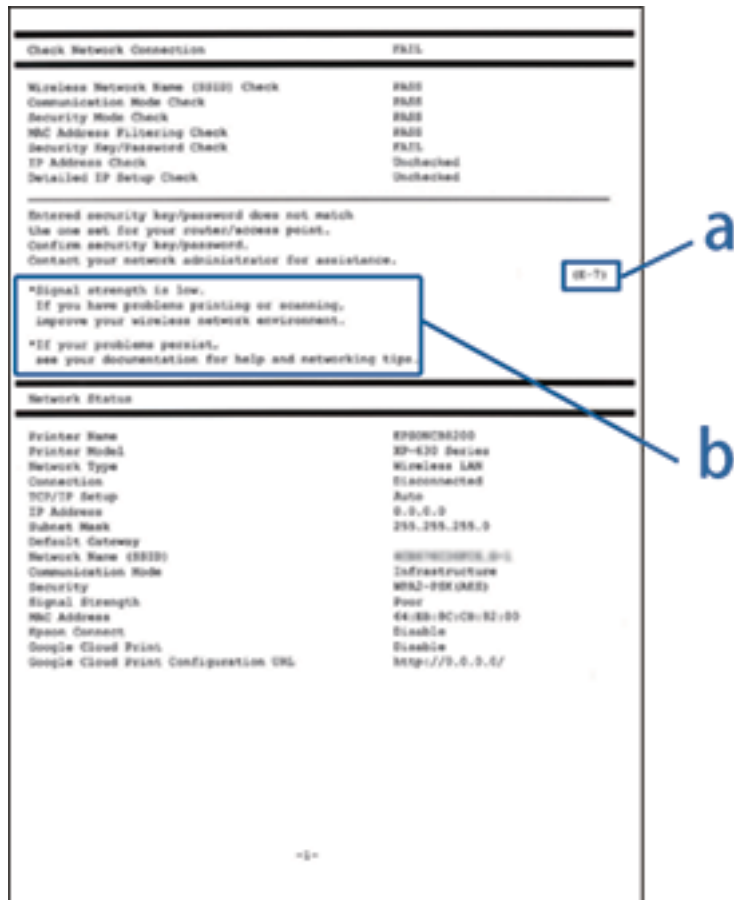 Check Network Connection FAIL
Wireless Network Name (SSID) Check PASS
Communication Mode Check PASS
Security Mode Check PASS
MAC Address Filtering Check PASS
Security Key/Password Check FAIL
IP Address Check Unchecked
Detailed IP Setup Check Unchecked
Entered security key/password does not match
the one set for your router/access point.
Confirm security key/password.
Contact your network administrator for assistance.
(E-7)
a
*Signal strength is low.
If you have problems printing or scanning,
improve your wireless network environment.
*If your problems persist,
see your documentation for help and networking tips.
b
Network Status
Printer Name
Printer Model XP-630 Series
Network Type Wireless LAN
Connection Disconnected
TCP/IP Setup Auto
IP Address 0.0.0.0
Subnet Mask 255.255.255.0
Default Gateway
Network Name (SSID)
Communication Mode Infrastructure
Security WPA2-PSK(AES)
Signal Strength Poor
MAC Address
Epson Connect Disable
Google Cloud Print Disable
Google Cloud Print Configuration URL http://0.0.0.0/
-1-